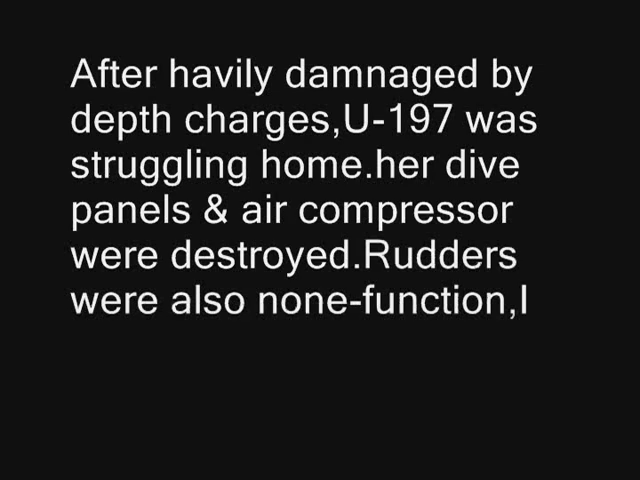 After havily damnaged by
depth charges,U-197 was
struggling home.her dive
panels & air compressor
were destroyed.Rudders
were also none-function,I